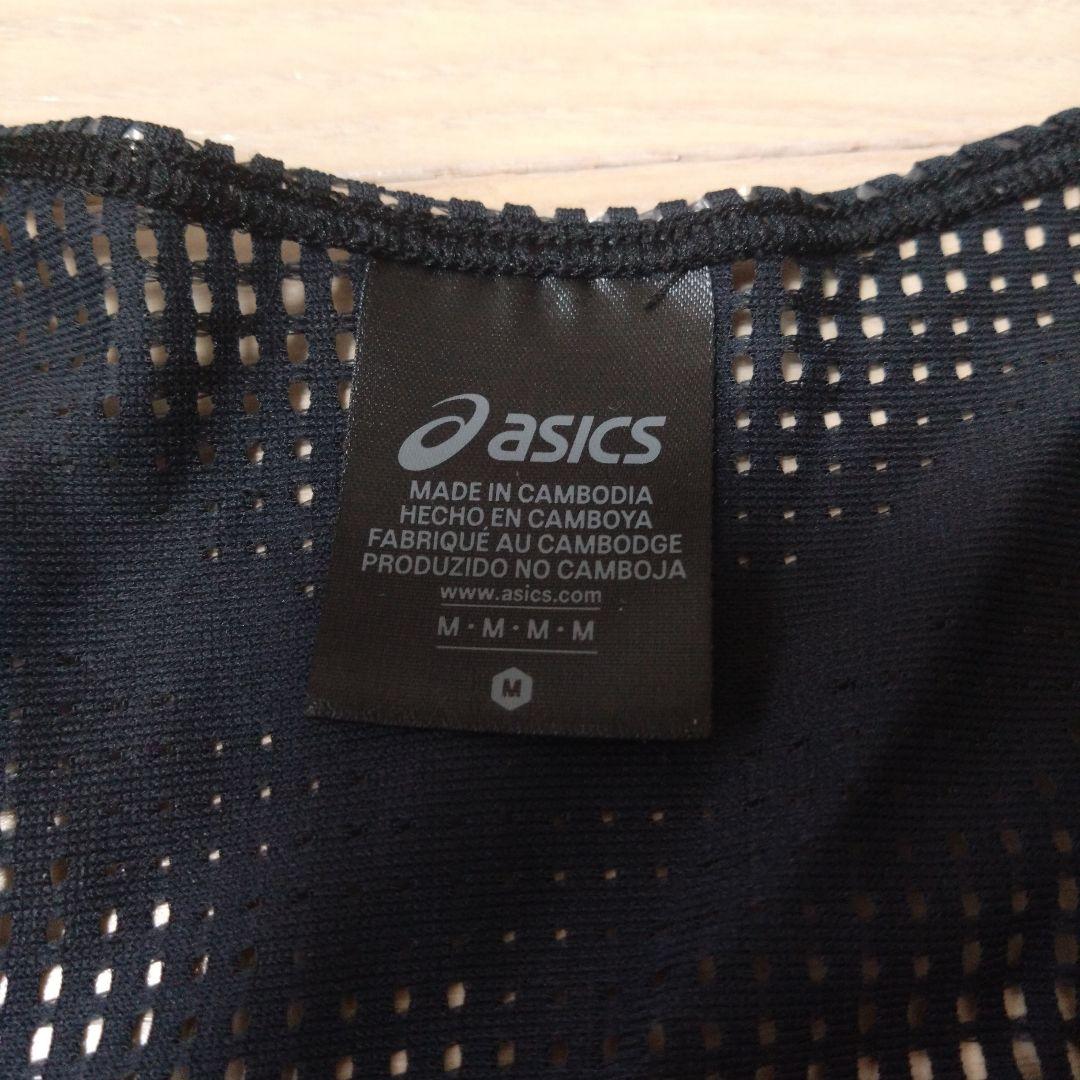 asics
MADE IN CAMBODIA
HECHO EN CAMBOYA
FABRIQUÉ AU CAMBODGE
PRODUZIDO NO CAMBOJA
www.asics.com
M · M · M · M
M